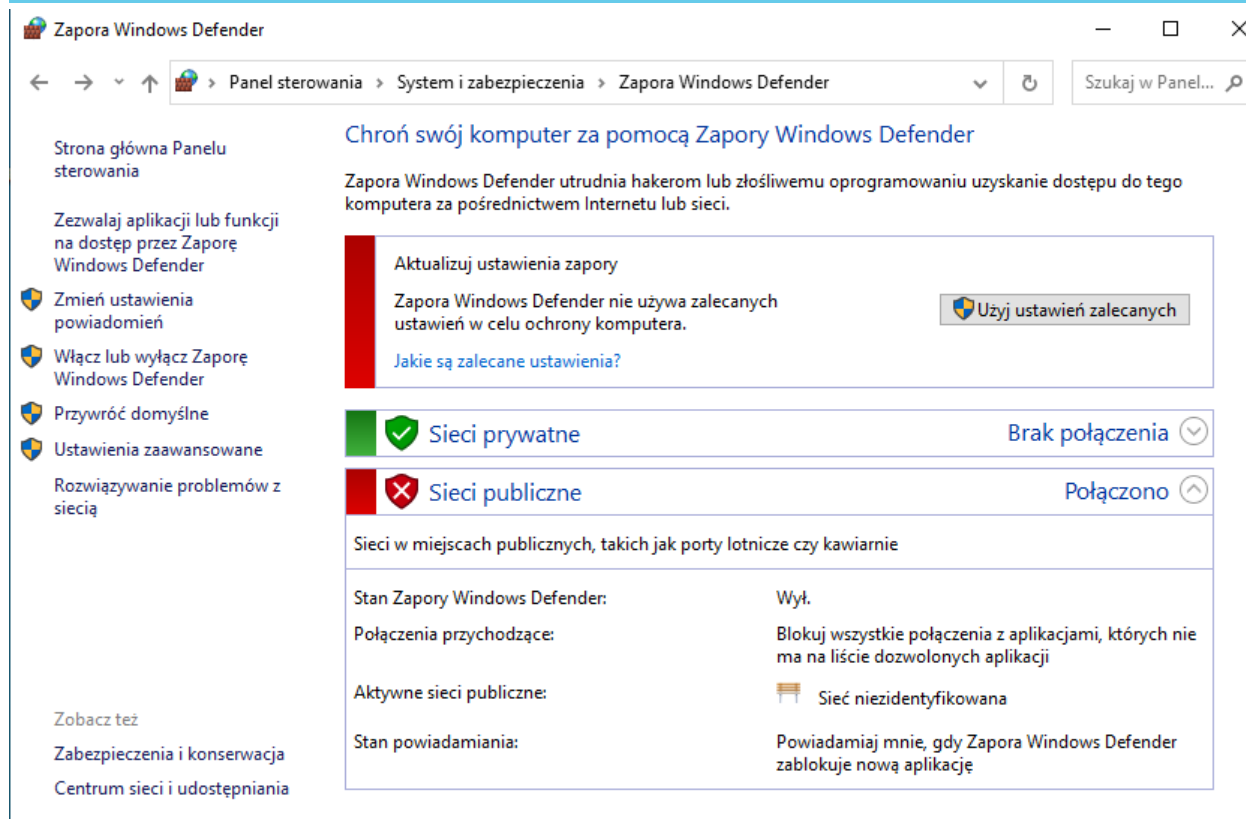 Zapora Windows Defender
Panel sterowania > System i zabezpieczenia > Zapora Windows Defender
Szukaj w Panel...
Strona główna Panelu
sterowania
Zezwalaj aplikacji lub funkcji
na dostęp przez Zaporę
Windows Defender
Zmień ustawienia
powiadomień
Włącz lub wyłącz Zaporę
Windows Defender
Przywróć domyślne
Ustawienia zaawansowane
Rozwiązywanie problemów z
siecią
Zobacz też
Zabezpieczenia i konserwacja
Centrum sieci i udostępniania
Chroń swój komputer za pomocą Zapory Windows Defender
Zapora Windows Defender utrudnia hakerom lub złośliwemu oprogramowaniu uzyskanie dostępu do tego
komputera za pośrednictwem Internetu lub sieci.
Aktualizuj ustawienia zapory
Zapora Windows Defender nie używa zalecanych
ustawień w celu ochrony komputera.
Jakie są zalecane ustawienia?
Użyj ustawień zalecanych
Sieci prywatne
Brak połączenia
Sieci publiczne
Połączono
Sieci w miejscach publicznych, takich jak porty lotnicze czy kawiarnie
Stan Zapory Windows Defender:
Wył.
Połączenia przychodzące:
Blokuj wszystkie połączenia z aplikacjami, których nie
ma na liście dozwolonych aplikacji
Aktywne sieci publiczne:
Sieć niezidentyfikowana
Stan powiadamiania:
Powiadamiaj mnie, gdy Zapora Windows Defender
zablokuje nową aplikację